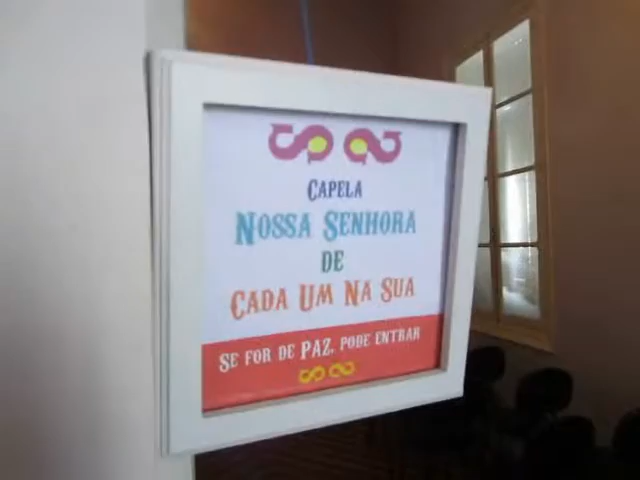 CAPELA
NOSSA SENHORA
DE
CADA UM NA SUA
SE FOR DE PAZ, PODE ENTRAR